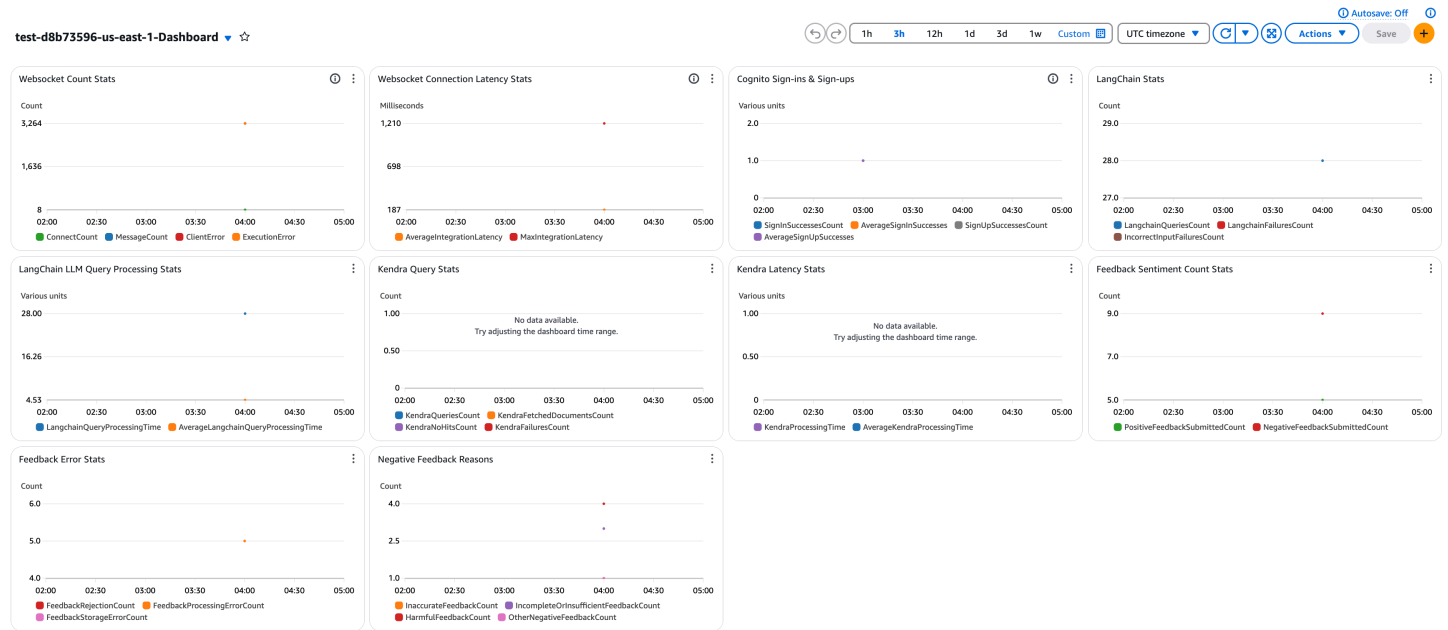 Autosave: Off
test-d8b73596-us-east-1-Dashboard
1h 3h 12h 1d 3d 1w Custom UTC timezone Actions Save
Websocket Count Stats
Count
3,264
1,636
8
02:00 02:30 03:00 03:30 04:00 04:30 05:00
ConnectCount MessageCount ClientError ExecutionError
Websocket Connection Latency Stats
Milliseconds
1,210
698
187
02:00 02:30 03:00 03:30 04:00 04:30 05:00
AverageIntegrationLatency MaxIntegrationLatency
Cognito Sign-ins & Sign-ups
Various units
2.0
1.0
0
02:00 02:30 03:00 03:30 04:00 04:30 05:00
SignInSuccessesCount AverageSignInSuccesses SignUpSuccessesCount
AverageSignUpSuccesses
LangChain Stats
Count
29.0
28.0
27.0
02:00 02:30 03:00 03:30 04:00 04:30 05:00
LangchainQueriesCount LangchainFailuresCount
IncorrectInputFailuresCount
LangChain LLM Query Processing Stats
Various units
28.00
16.26
4.53
02:00 02:30 03:00 03:30 04:00 04:30 05:00
LangchainQueryProcessingTime AverageLangchainQueryProcessingTime
Kendra Query Stats
Count
1.00
No data available.
Try adjusting the dashboard time range.
0.50
0
02:00 02:30 03:00 03:30 04:00 04:30 05:00
KendraQueriesCount KendraFetchedDocumentsCount
KendraNoHitsCount KendraFailuresCount
Kendra Latency Stats
Various units
1.00
No data available.
Try adjusting the dashboard time range.
0.50
0
02:00 02:30 03:00 03:30 04:00 04:30 05:00
KendraProcessingTime AverageKendraProcessingTime
Feedback Sentiment Count Stats
Count
9.0
7.0
5.0
02:00 02:30 03:00 03:30 04:00 04:30 05:00
PositiveFeedbackSubmittedCount NegativeFeedbackSubmittedCount
Feedback Error Stats
Count
6.0
5.0
4.0
02:00 02:30 03:00 03:30 04:00 04:30 05:00
FeedbackRejectionCount FeedbackProcessingErrorCount
FeedbackStorageErrorCount
Negative Feedback Reasons
Count
4.0
2.5
1.0
02:00 02:30 03:00 03:30 04:00 04:30 05:00
InaccurateFeedbackCount IncompleteOrInsufficientFeedbackCount
HarmfulFeedbackCount OtherNegativeFeedbackCount